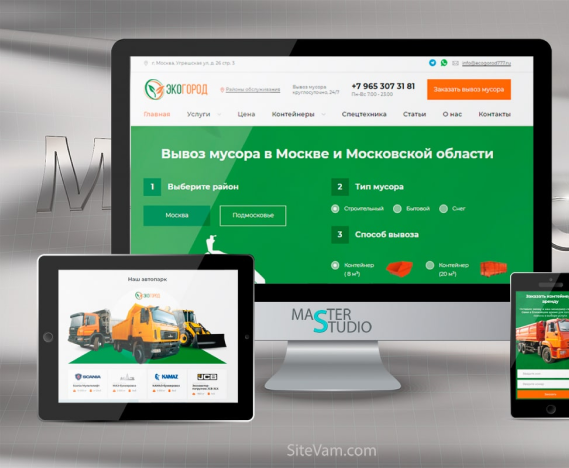 г. Москва, Угрешская ул, д. 26 стр. 3
info@ecogorod777.ru
ЭКОГОРОД
Районы обслуживания
Вывоз мусора
круглосуточно, 24/7
+7 965 307 31 81
Пн-Вс: 7.00 - 23.00
Заказать вывоз мусора
Главная Услуги Цена Контейнеры Спецтехника Статьи О нас Контакты
Вывоз мусора в Москве и Московской области
1 Выберите район
Москва Подмосковье
2 Тип мусора
Строительный Бытовой Снег
3 Способ вывоза
Контейнер
(8 м³)
Контейнер
(20 м³)
MASTER
STUDIO
Наш автопарк
ЭКОГОРОД
SCANIA
KAMAZ
JCB
Заказать контейнер
аренду
SiteVam.com